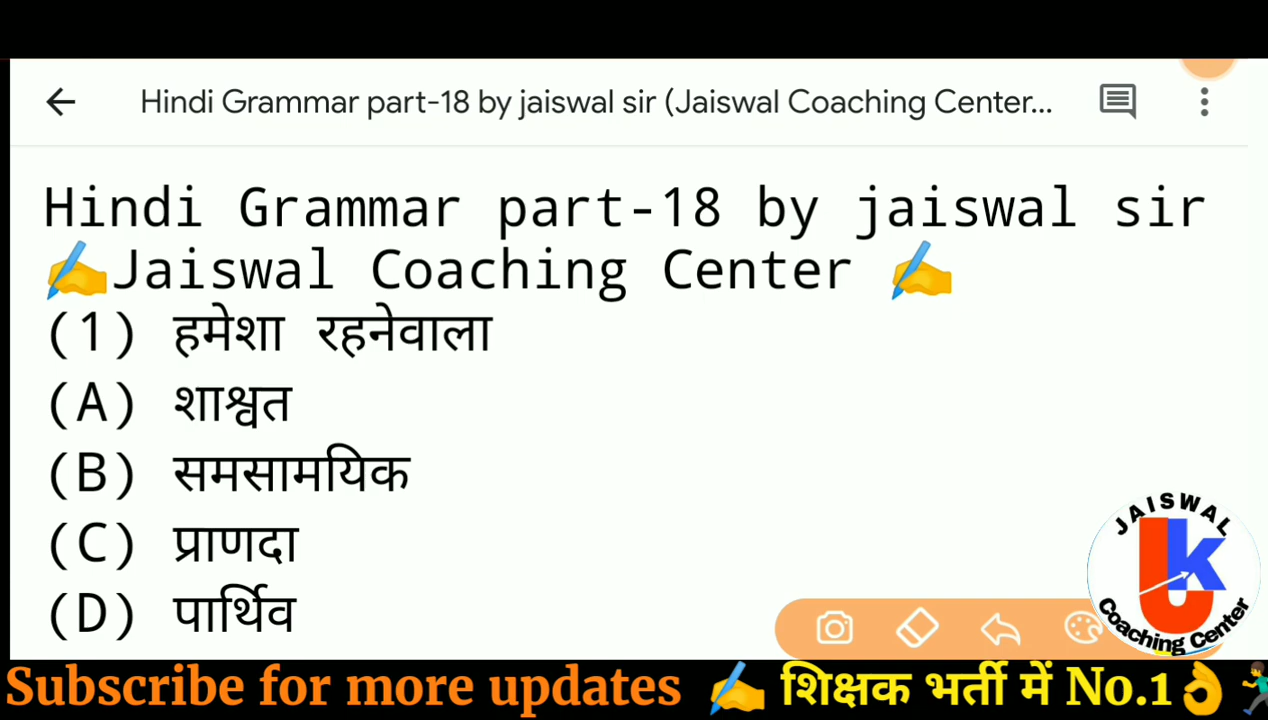 Hindi Grammar part-18 by jaiswal sir (Jaiswal Coaching Center...
Hindi Grammar part-18 by jaiswal sir
✍Jaiswal Coaching Center ✍
(1) हमेशा रहनेवाला
(A) शाश्वत
(B) समसामयिक
(C) प्राणदा
(D) पार्थिव
JAISWAL
JK
Coaching Center
Subscribe for more updates ✍ शिक्षक भर्ती में No.1👌